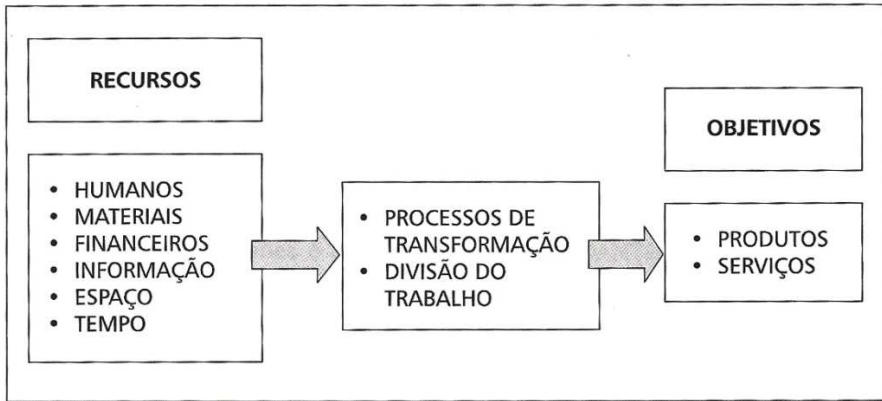 RECURSOS
• HUMANOS
• MATERIAIS
• FINANCEIROS
• INFORMAÇÃO
• ESPAÇO
• TEMPO
• PROCESSOS DE
TRANSFORMAÇÃO
• DIVISÃO DO
TRABALHO
OBJETIVOS
• PRODUTOS
• SERVIÇOS